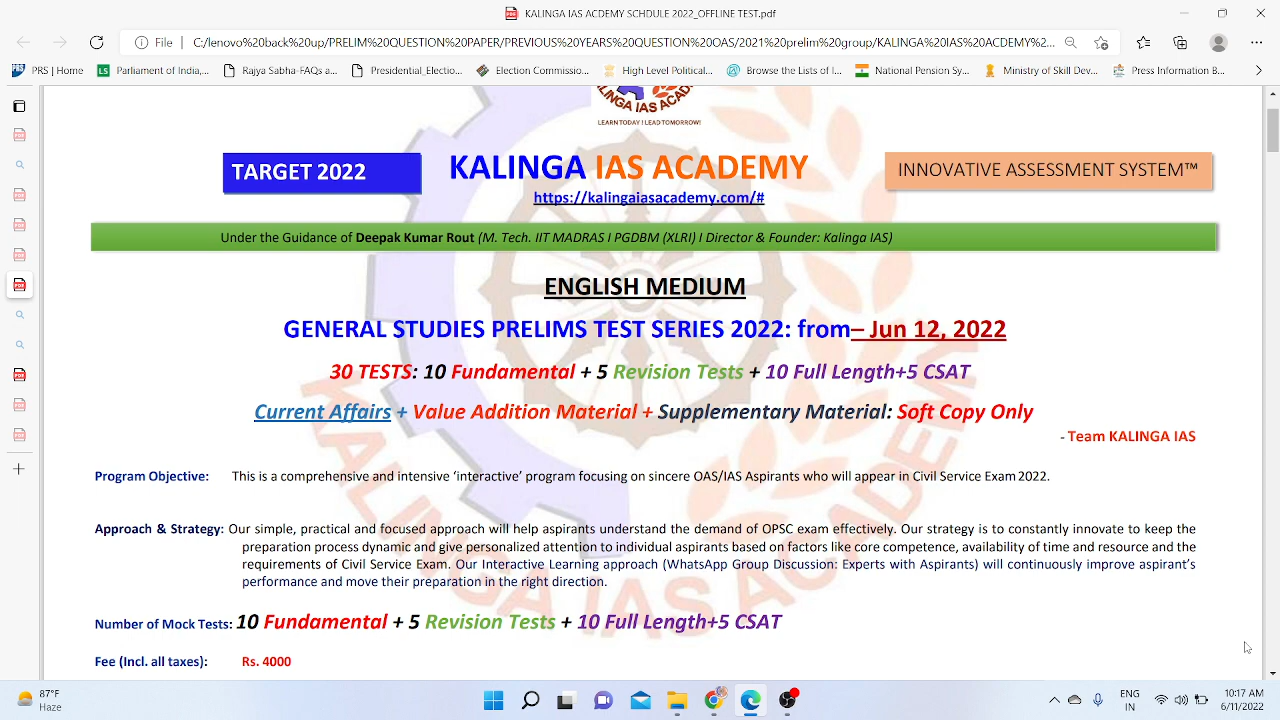 KALINGA IAS ACADEMY SCHEDULE 2022_OFFLINE TEST.pdf
File | C:/lenovo%20back%20up/PRELIM%20QUESTION%20PAPER/PREVIOUS%20YEARS%20QUESTION%20OAS/2021%20prelim%20group/KALINGA%20IAS%20ACDEMY%2...
PRS | Home
LS Parliament of India,...
Rajya Sabha-FAQs a...
Presidential_Electio...
Election Commissio...
High Level Political...
Browse the Lists of I...
National Pension Sy...
Ministry of Skill Dev...
Press Information B...
KALINGA IAS ACADEMY
LEARN TODAY ! LEAD TOMORROW!
TARGET 2022
KALINGA IAS ACADEMY
INNOVATIVE ASSESSMENT SYSTEM™
https://kalingaiasacademy.com/#
Under the Guidance of Deepak Kumar Rout (M. Tech. IIT MADRAS I PGDBM (XLRI) I Director & Founder: Kalinga IAS)
ENGLISH MEDIUM
GENERAL STUDIES PRELIMS TEST SERIES 2022: from– Jun 12, 2022
30 TESTS: 10 Fundamental + 5 Revision Tests + 10 Full Length+5 CSAT
Current Affairs + Value Addition Material + Supplementary Material: Soft Copy Only
- Team KALINGA IAS
Program Objective: This is a comprehensive and intensive ‘interactive’ program focusing on sincere OAS/IAS Aspirants who will appear in Civil Service Exam 2022.
Approach & Strategy: Our simple, practical and focused approach will help aspirants understand the demand of OPSC exam effectively. Our strategy is to constantly innovate to keep the
preparation process dynamic and give personalized attention to individual aspirants based on factors like core competence, availability of time and resource and the
requirements of Civil Service Exam. Our Interactive Learning approach (WhatsApp Group Discussion: Experts with Aspirants) will continuously improve aspirant’s
performance and move their preparation in the right direction.
Number of Mock Tests: 10 Fundamental + 5 Revision Tests + 10 Full Length+5 CSAT
Fee (Incl. all taxes): Rs. 4000
KALINGA IAS ACADEMY
87°F
Haze
ENG
IN
10:17 AM
6/11/2022